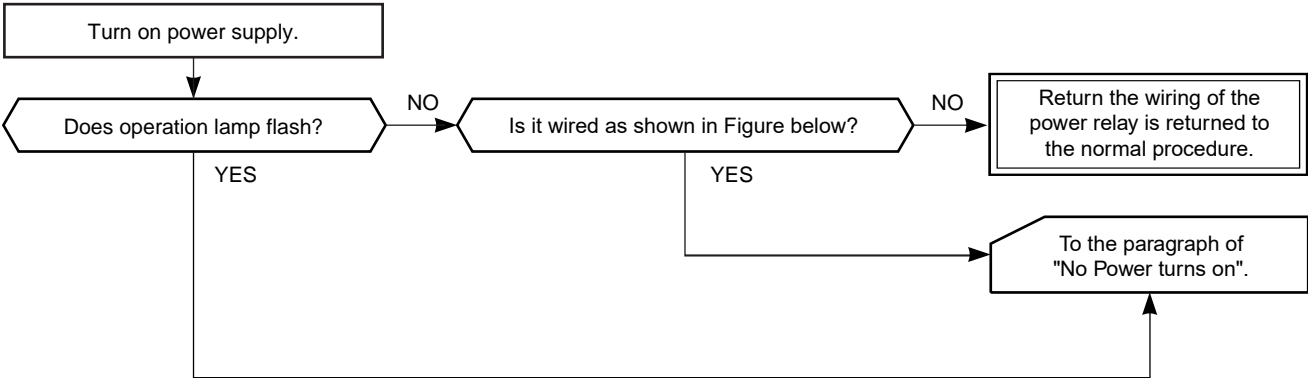 Turn on power supply.
Does operation lamp flash?
NO
Is it wired as shown in Figure below?
NO
Return the wiring of the
power relay is returned to
the normal procedure.
YES
YES
To the paragraph of
"No Power turns on".